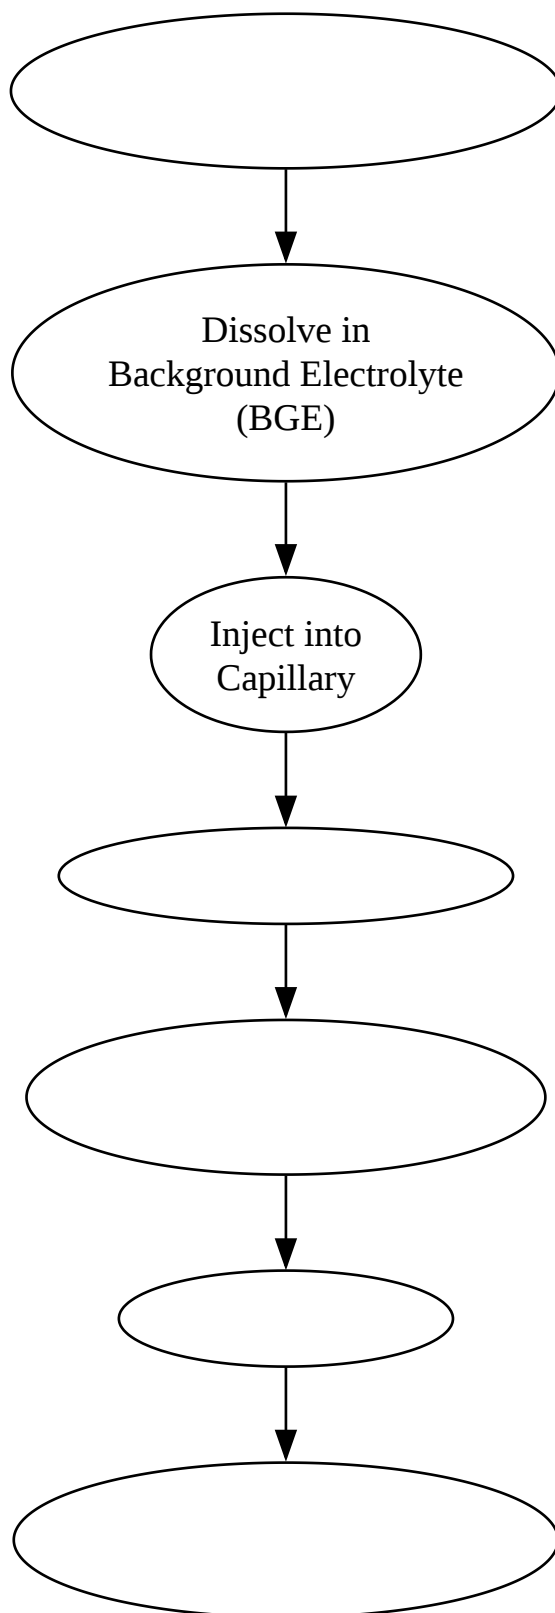 Dissolve in
Background Electrolyte
(BGE)
Inject into
Capillary